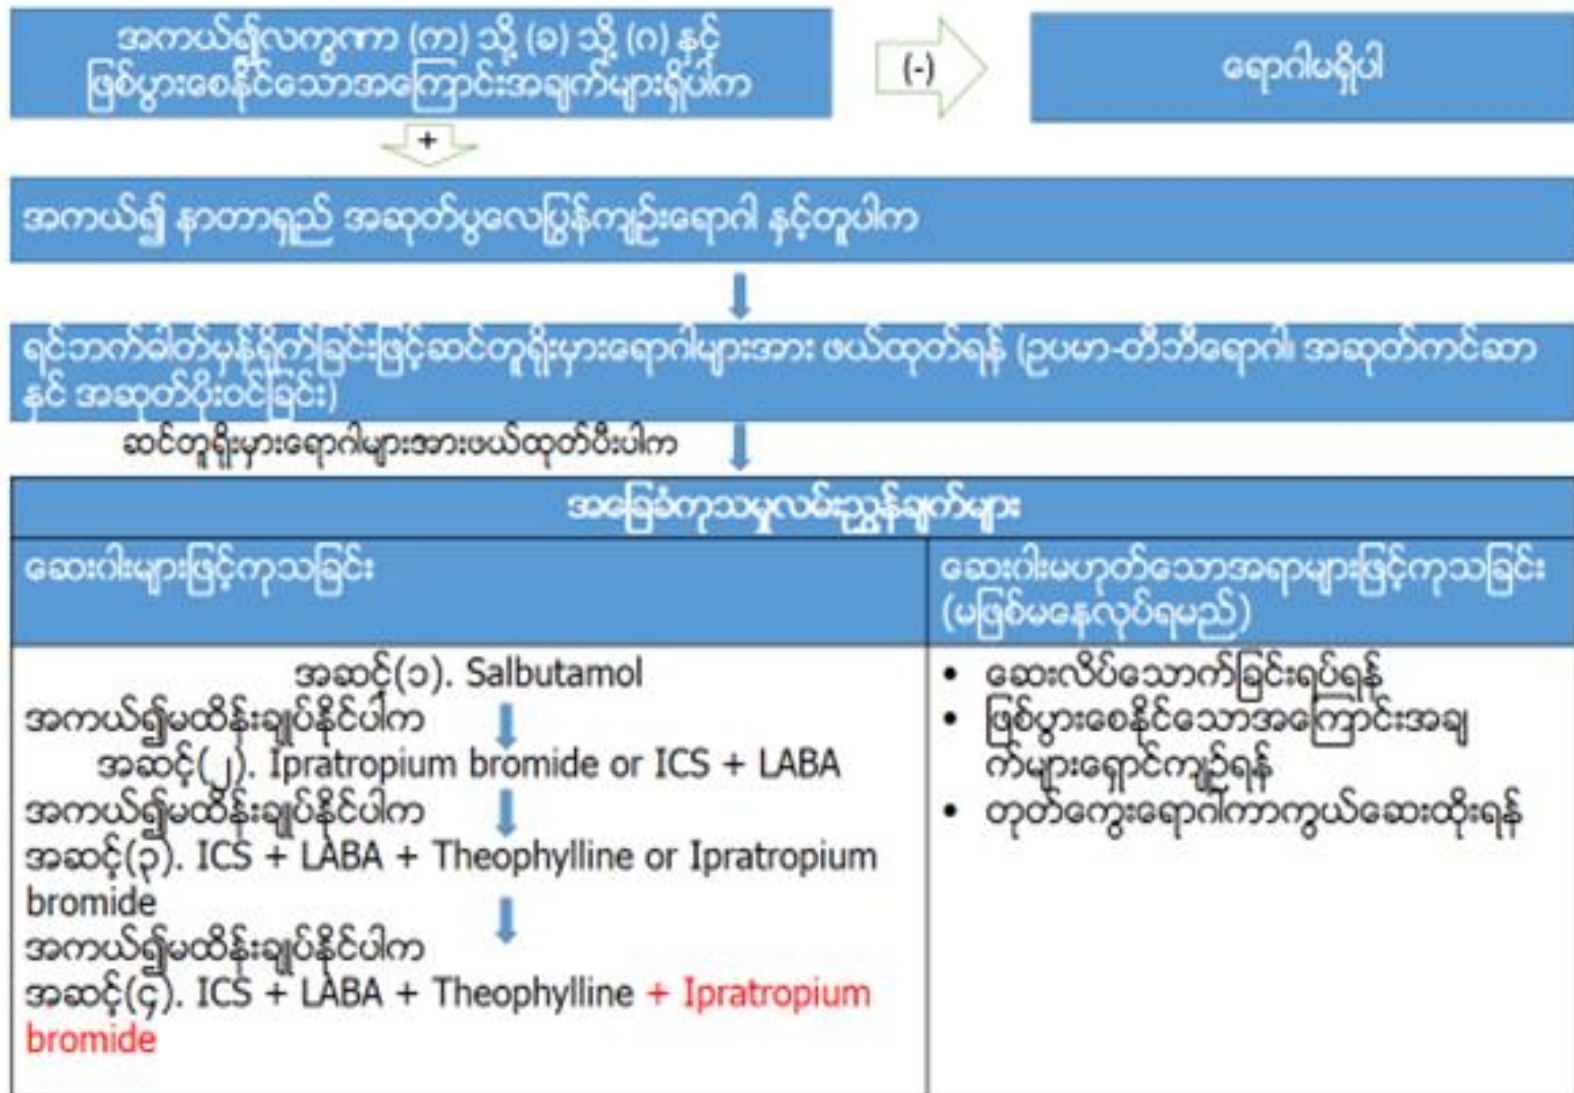 အကယ်၍လက္ခဏာ (က) သို့ (ခ) သို့ (ဂ) နှင့်
ဖြစ်ပွားစေနိုင်သောအကြောင်းအချက်များရှိပါက
(-)
ရောဂါမရှိပါ
+
အကယ်၍ နာတာရှည် အဆုတ်ပွလေပြွန်ကျဉ်းရောဂါ နှင့်တူပါက
ရင်ဘက်ဓါတ်မှန်ရိုက်ခြင်းဖြင့်ဆင်တူရိုးမှားရောဂါများအား ဖယ်ထုတ်ရန် (ဥပမာ-တီဘီရောဂါ၊ အဆုတ်ကင်ဆာ
နှင် အဆုတ်ပိုးဝင်ခြင်း)
ဆင်တူရိုးမှားရောဂါများအားဖယ်ထုတ်ပီးပါက
အခြေခံကုသမှုလမ်းညွှန်ချက်များ
ဆေးဂါးများဖြင့်ကုသခြင်း
ဆေးဂါးမဟုတ်သောအရာများဖြင့်ကုသခြင်း
(မဖြစ်မနေလုပ်ရမည်)
အဆင့်(၁). Salbutamol
အကယ်၍မထိန်းချုပ်နိုင်ပါက
အဆင့်(၂). Ipratropium bromide or ICS + LABA
အကယ်၍မထိန်းချုပ်နိုင်ပါက
အဆင့်(၃). ICS + LABA + Theophylline or Ipratropium
bromide
အကယ်၍မထိန်းချုပ်နိုင်ပါက
အဆင့်(၄). ICS + LABA + Theophylline + Ipratropium
bromide
• ဆေးလိပ်သောက်ခြင်းရပ်ရန်
• ဖြစ်ပွားစေနိုင်သောအကြောင်းအချ
က်များရှောင်ကျဉ်ရန်
• တုတ်ကွေးရောဂါကာကွယ်ဆေးထိုးရန်